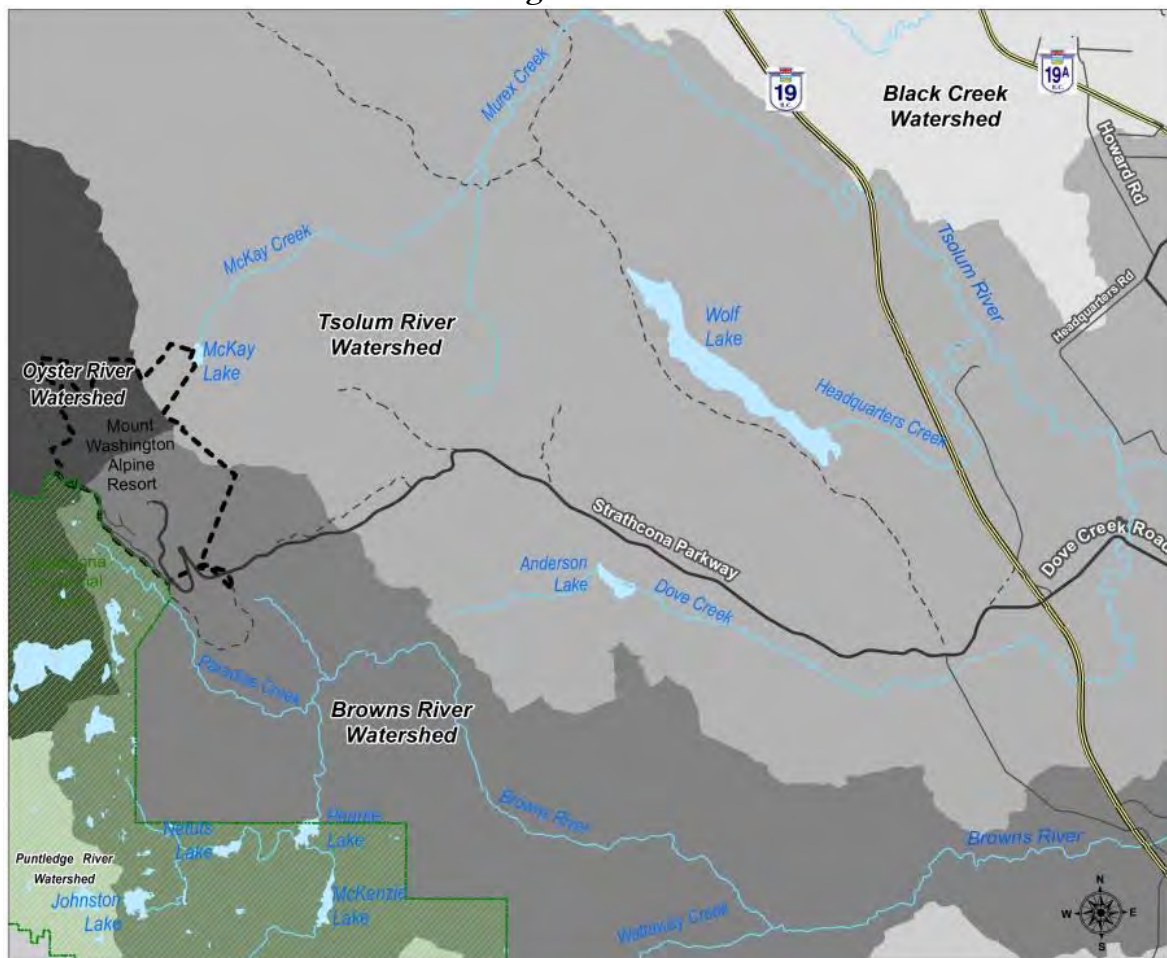 Murex Creek
19
B.C.
19A
B.C.
Black Creek
Watershed
Howard Rd
McKay Creek
Tsolum River
Headquarters Rd
Tsolum River
Watershed
Wolf
Lake
McKay
Lake
Oyster River
Watershed
Headquarters Creek
Mount
Washington
Alpine
Resort
Strathcona Parkway
Dove Creek Road
Anderson
Lake
Dove Creek
Paradise Creek
Browns River
Watershed
Browns River
Browns River
Lake
Lake
Puntledge River
Watershed
Johnston
Lake
McKenzie
Lake
Creek
N
W
E
S